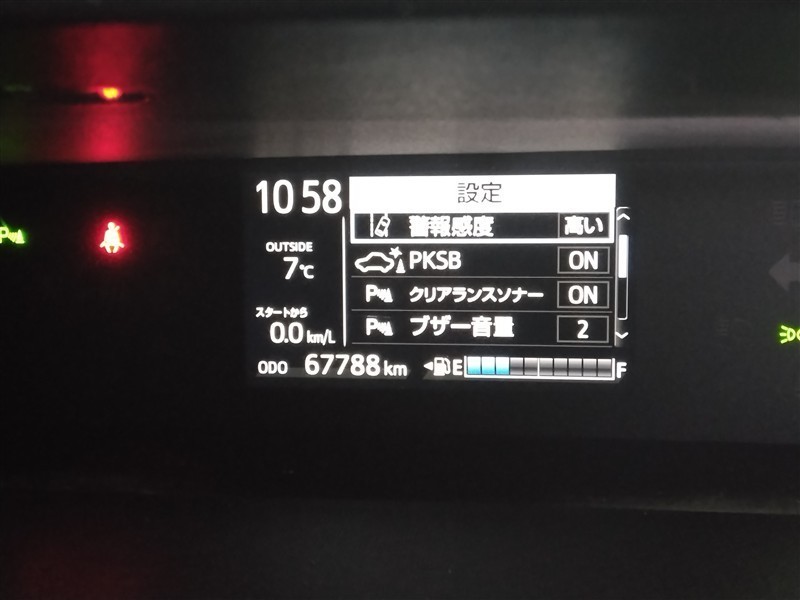 10 58
設定
警報感度 高い
OUTSIDE
7℃
PKSB ON
クリアランスソナー ON
スタートから
0.0 km/L
ブザー音量 2
ODO 67788 km
E F